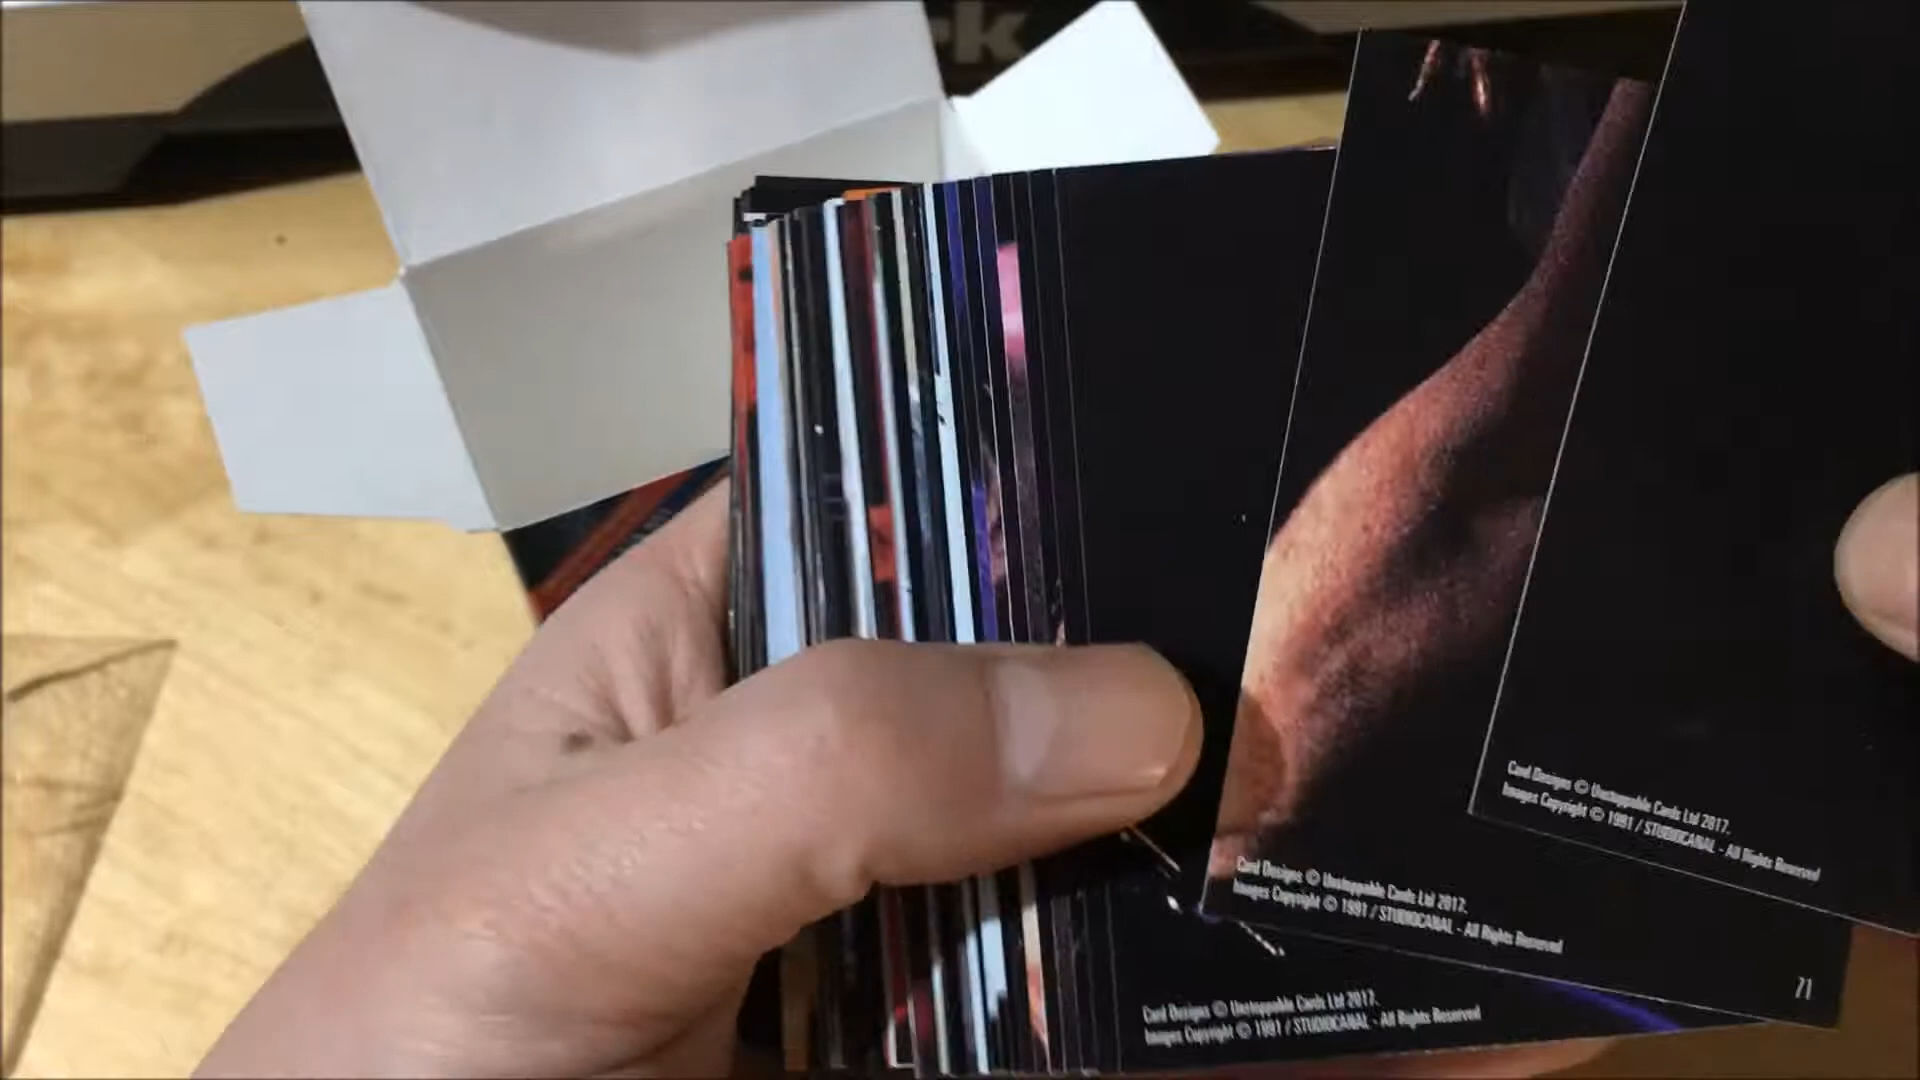 rk
Card Designs © Unstoppable Cards Ltd 2017.
Images Copyright © 1991 / STUDIOCANAL - All Rights Reserved
Card Designs © Unstoppable Cards Ltd 2017.
Images Copyright © 1991 / STUDIOCANAL - All Rights Reserved
71
Card Designs © Unstoppable Cards Ltd 2017.
Images Copyright © 1991 / STUDIOCANAL - All Rights Reserved